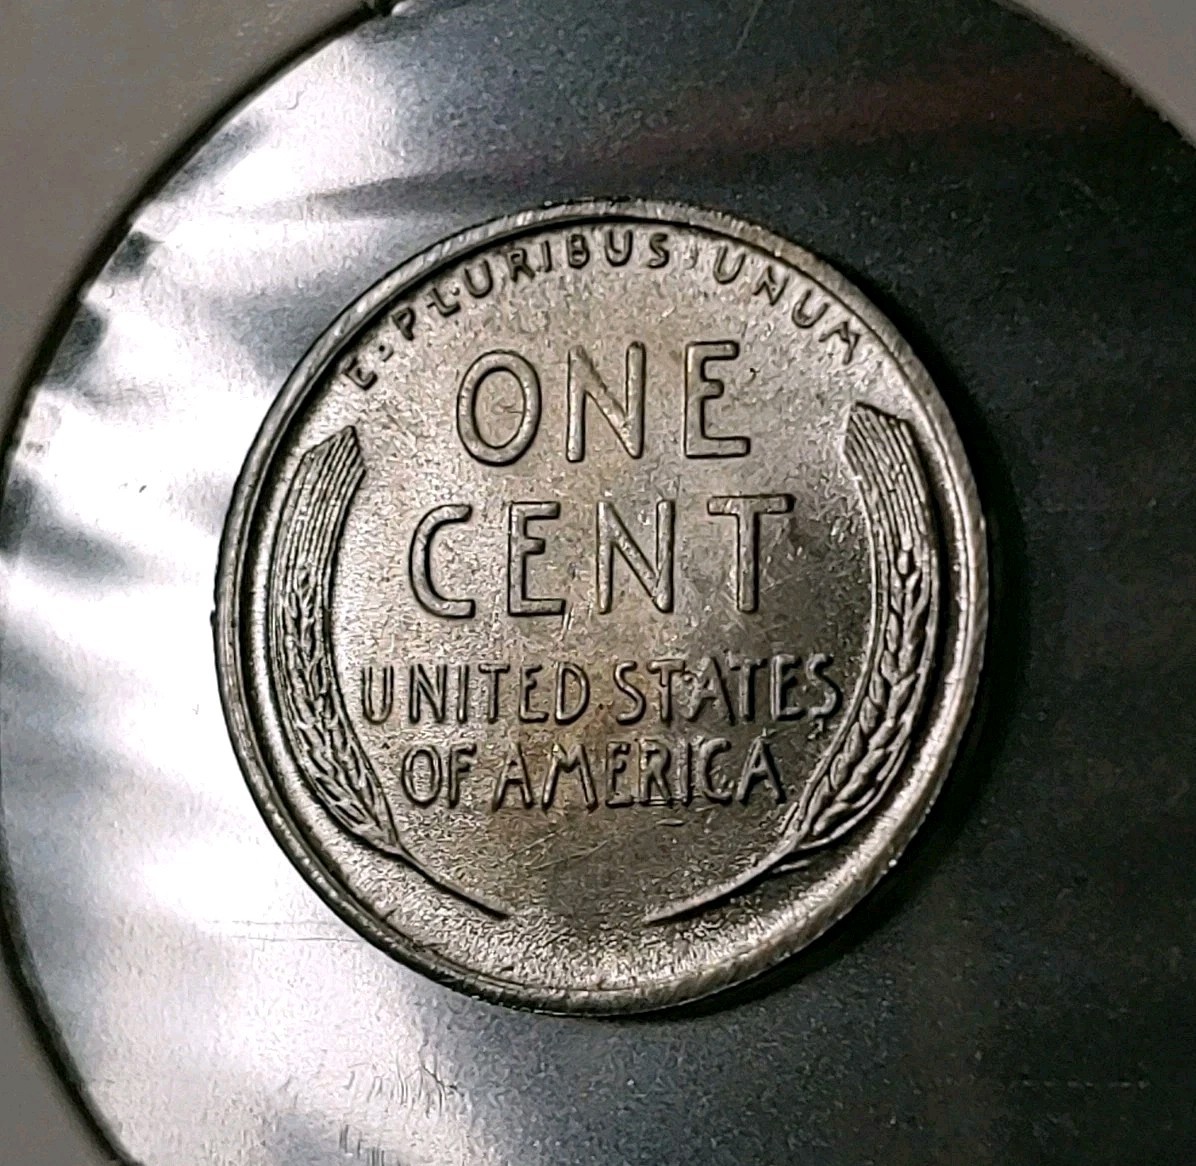 E · PLURIBUS · UNUM
ONE
CENT
UNITED STATES
OF AMERICA